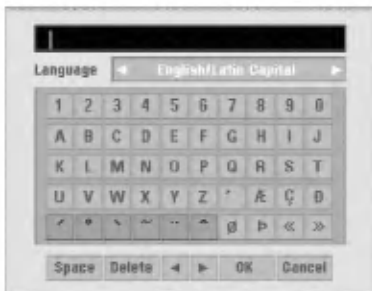 Language ◄ English/Latin Capital ►
1 2 3 4 5 6 7 8 9 0
A B C D E F G H I J
K L M N O P Q R S T
U V W X Y Z ˊ Æ Ç Ð
´ ° ` ~ ¨ ^ Ø Þ « »
Space Delete ◄ ► OK Cancel